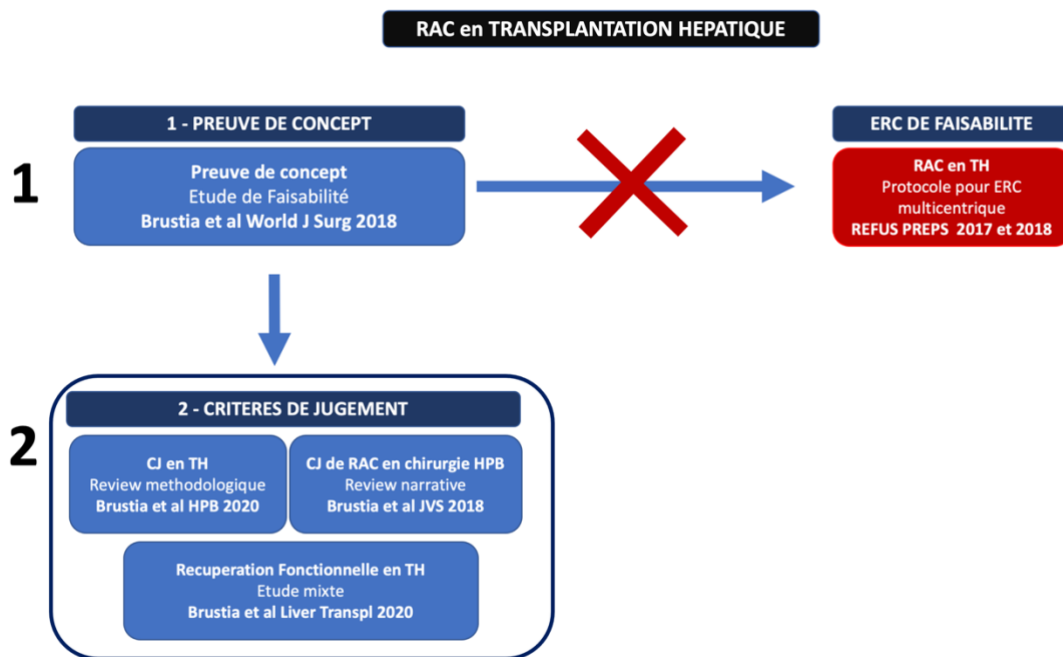 RAC en TRANSPLANTATION HEPATIQUE
1 - PREUVE DE CONCEPT
ERC DE FAISABILITE
1
Preuve de concept
Etude de Faisabilité
Brustia et al World J Surg 2018
RAC en TH
Protocole pour ERC
multicentrique
REFUS PREPS 2017 et 2018
2
2 - CRITERES DE JUGEMENT
CJ en TH
Review methodologique
Brustia et al HPB 2020
CJ de RAC en chirurgie HPB
Review narrative
Brustia et al JVS 2018
Recuperation Fonctionnelle en TH
Etude mixte
Brustia et al Liver Transpl 2020